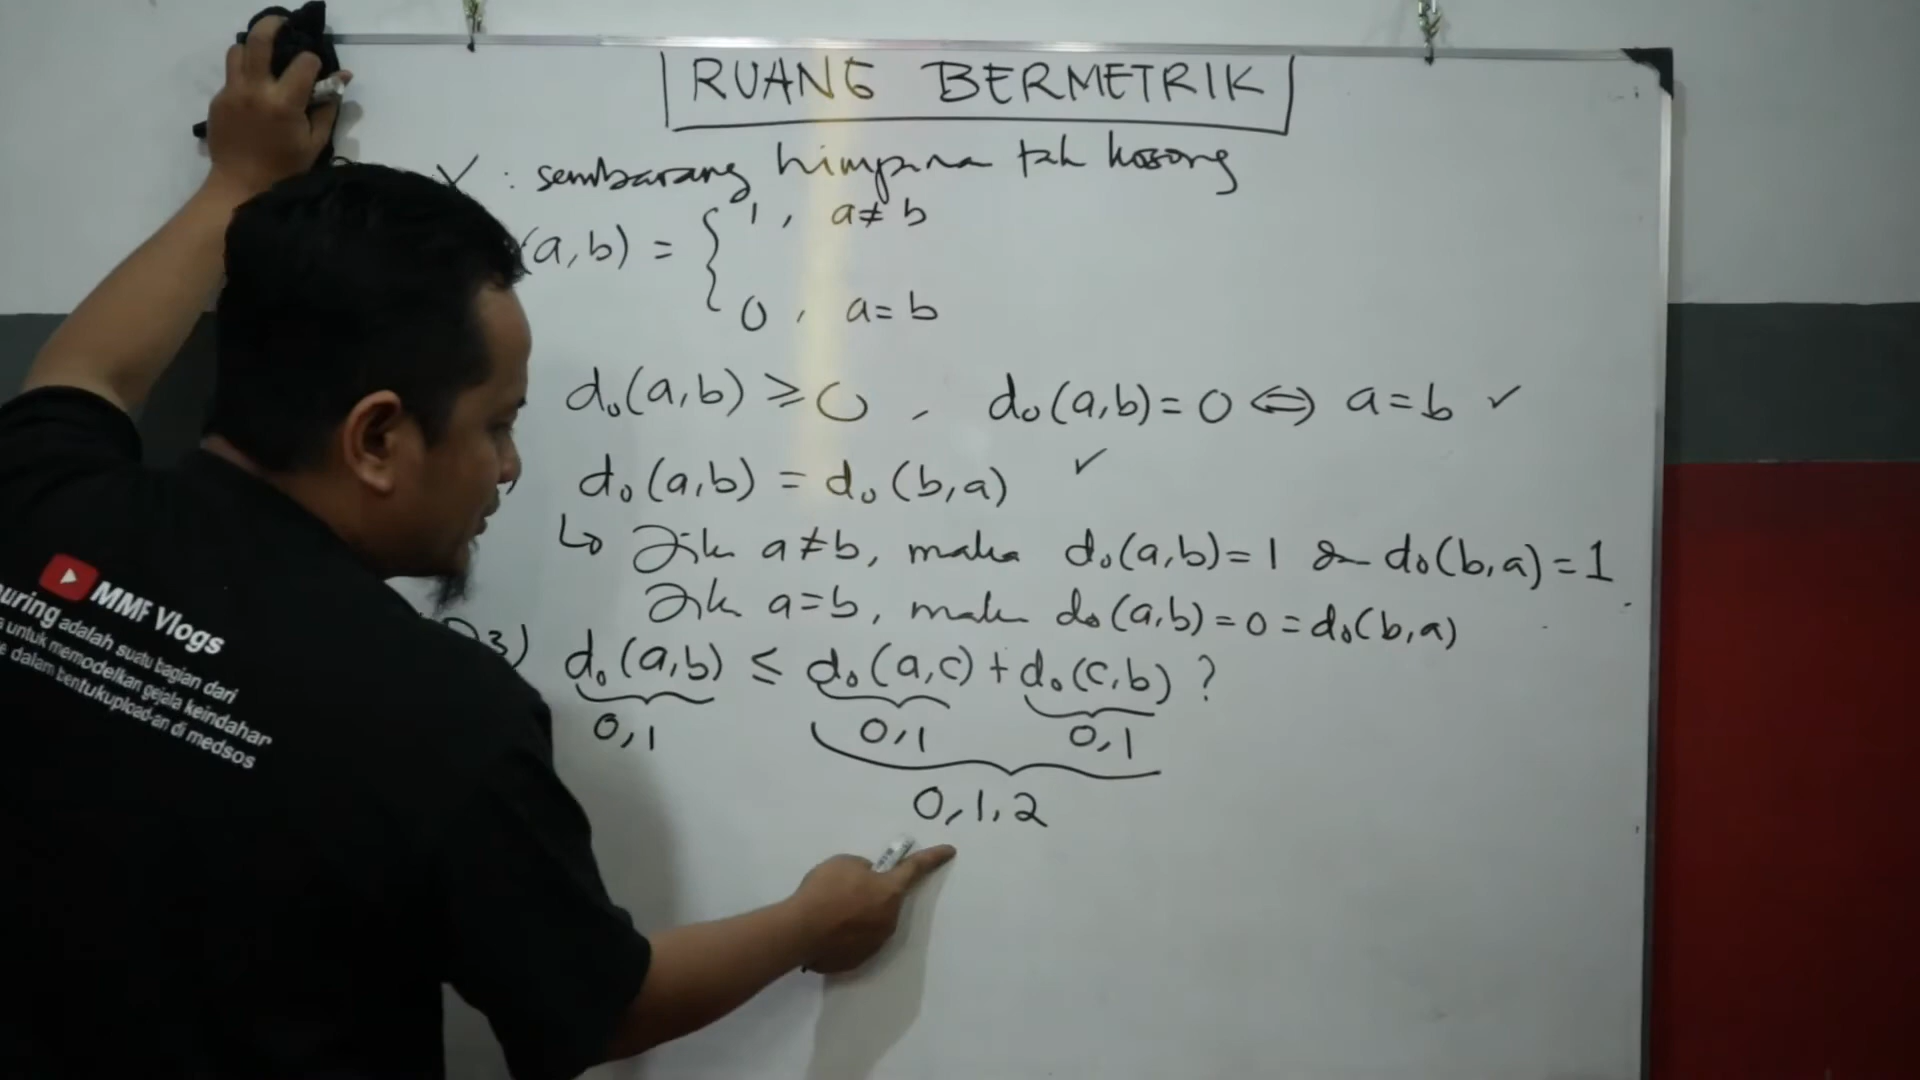 RUANG BERMETRIK
X : sembarang himpuna tak kosong
(a,b) = { 1, a≠b
0, a=b
d₀(a,b) ≥ 0, d₀(a,b)=0 ⇔ a=b ✓
d₀(a,b) = d₀(b,a) ✓
↳ Jika a≠b, maka d₀(a,b)=1 & d₀(b,a)=1
Jika a=b, maka d₀(a,b)=0=d₀(b,a)
3) d₀(a,b) ≤ d₀(a,c)+d₀(c,b) ?
0,1 0,1 0,1
0,1,2
MMF Vlogs
uring adalah suatu bagian dari
untuk memodelkan gejala keindahan
e dalam bentuk upload-an di medsos